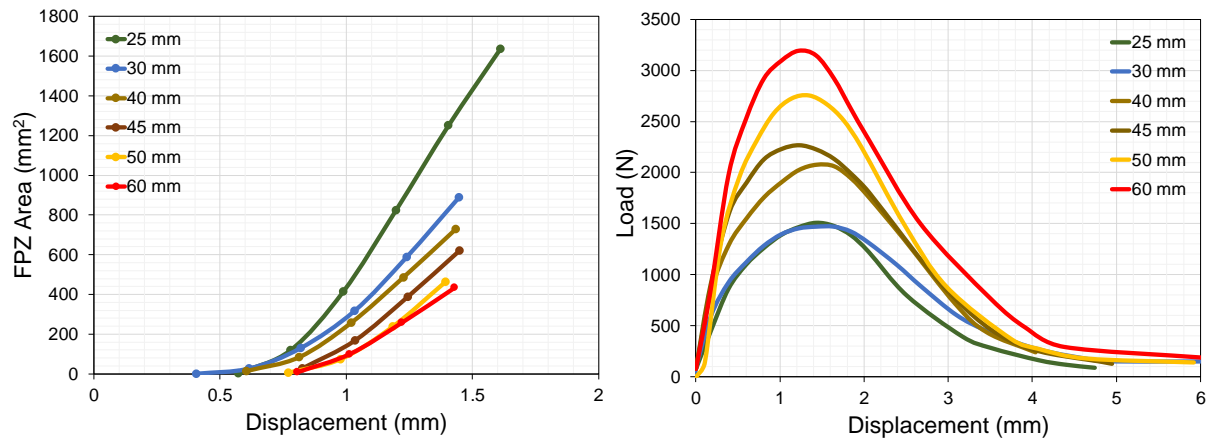 FPZ Area (mm²)
1800
1600
1400
1200
1000
800
600
400
200
0
25 mm
30 mm
40 mm
45 mm
50 mm
60 mm
0 0.5 1 1.5 2
Displacement (mm)
Load (N)
3500
3000
2500
2000
1500
1000
500
0
25 mm
30 mm
40 mm
45 mm
50 mm
60 mm
0 1 2 3 4 5 6
Displacement (mm)